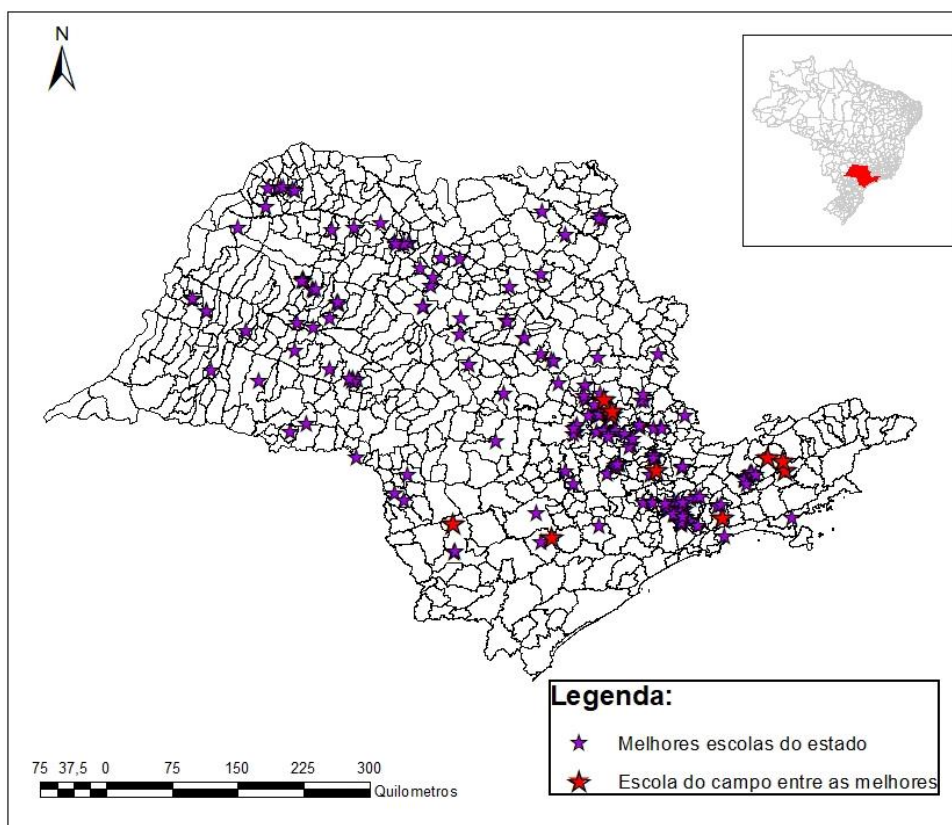 N
Legenda:
Melhores escolas do estado
Escola do campo entre as melhores
75 37,5 0 75 150 225 300
Quilometros